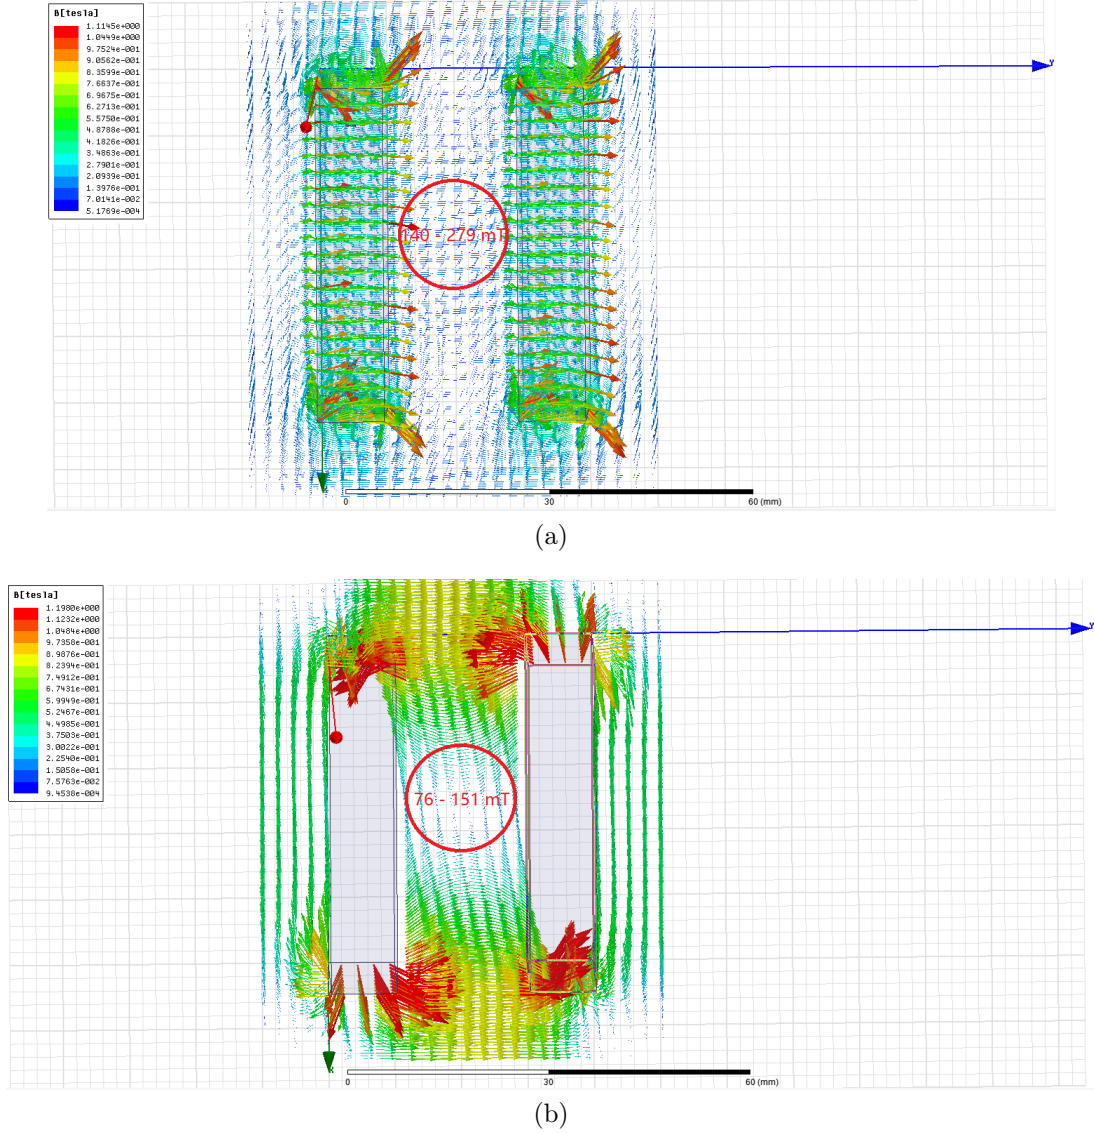 B[tesla]
1.1145e+000
1.0449e+000
9.7524e-001
9.0562e-001
8.3599e-001
7.6637e-001
6.9675e-001
6.2713e-001
5.5750e-001
4.8788e-001
4.1826e-001
3.4863e-001
2.7901e-001
2.0939e-001
1.3976e-001
7.0141e-002
5.1769e-004
Y
140 - 279 mT
0
30
60 (mm)
(a)
B[tesla]
1.1980e+000
1.1232e+000
1.0484e+000
9.7358e-001
8.9876e-001
8.2394e-001
7.4912e-001
6.7431e-001
5.9949e-001
5.2467e-001
4.4985e-001
3.7503e-001
3.0022e-001
2.2540e-001
1.5058e-001
7.5763e-002
9.4538e-004
Y
76 - 151 mT
0
30
60 (mm)
(b)